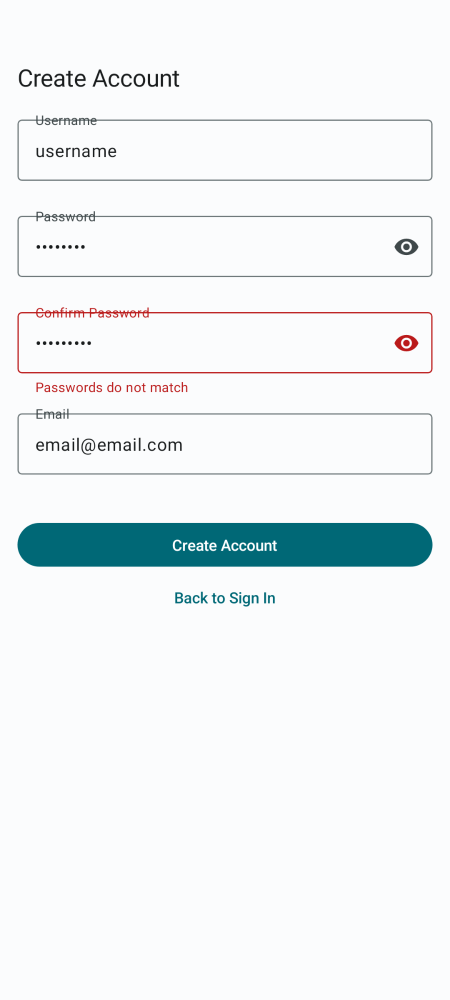 Create Account
Username
username
Password
••••••••
Confirm Password
•••••••••
Passwords do not match
Email
email@email.com
Create Account
Back to Sign In